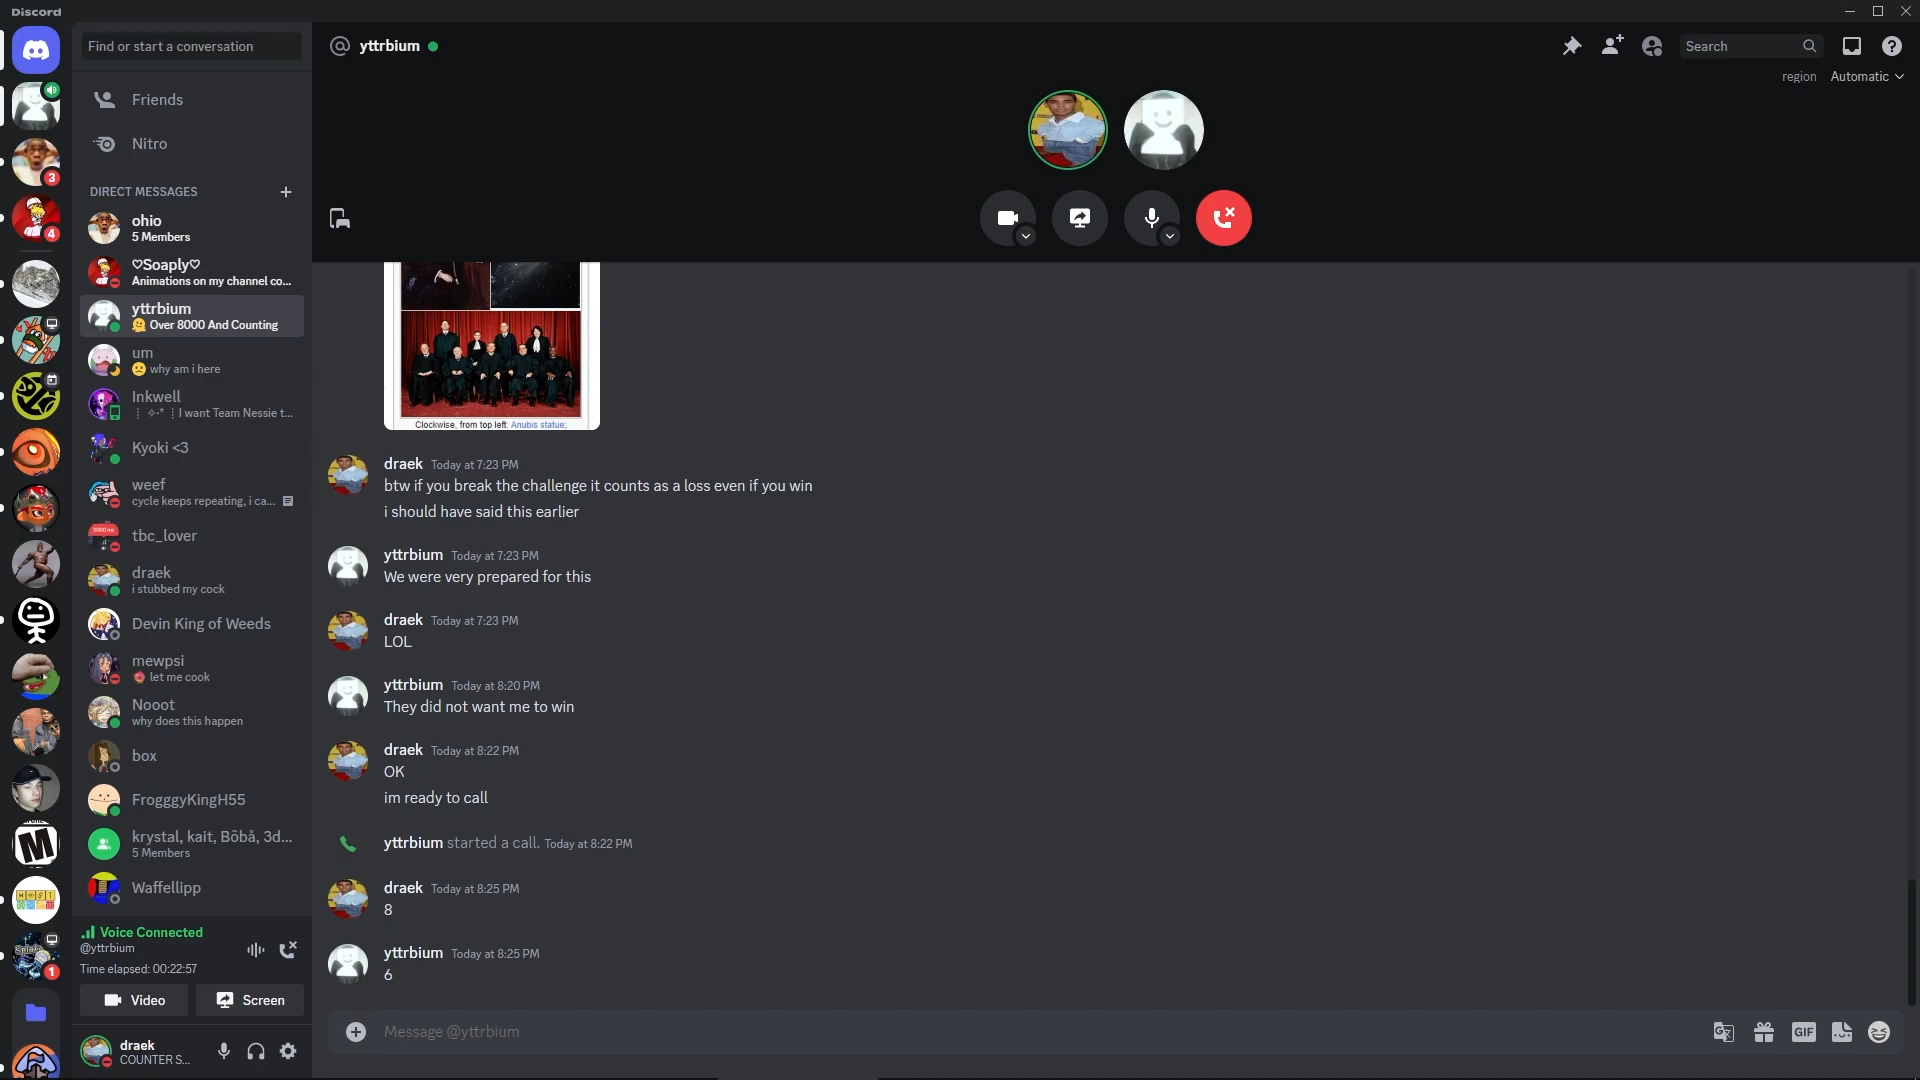 Discord
Find or start a conversation
Friends
Nitro
DIRECT MESSAGES
ohio
5 Members
♡Soaply♡
Animations on my channel co...
yttrbium
Over 8000 And Counting
um
why am i here
Inkwell
I want Team Nessie t...
Kyoki <3
weef
cycle keeps repeating, i ca...
tbc_lover
draek
i stubbed my cock
Devin King of Weeds
mewpsi
let me cook
Nooot
why does this happen
box
FrogggyKingH55
krystal, kait, Bõbå, 3d...
5 Members
Waffellipp
Voice Connected
@yttrbium
Time elapsed: 00:22:57
Video
Screen
draek
COUNTER S...
3
4
1
yttrbium
Search
region Automatic
Clockwise, from top left: Anubis statue;
draek Today at 7:23 PM
btw if you break the challenge it counts as a loss even if you win
i should have said this earlier
yttrbium Today at 7:23 PM
We were very prepared for this
draek Today at 7:23 PM
LOL
yttrbium Today at 8:20 PM
They did not want me to win
draek Today at 8:22 PM
OK
im ready to call
yttrbium started a call. Today at 8:22 PM
draek Today at 8:25 PM
8
yttrbium Today at 8:25 PM
6
Message @yttrbium
GIF